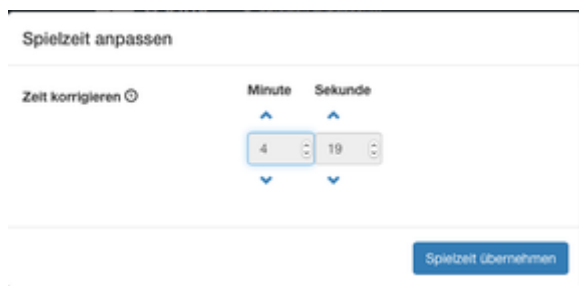 Spielzeit anpassen
Zeit korrigieren
Minute Sekunde
4 19
Spielzeit übernehmen